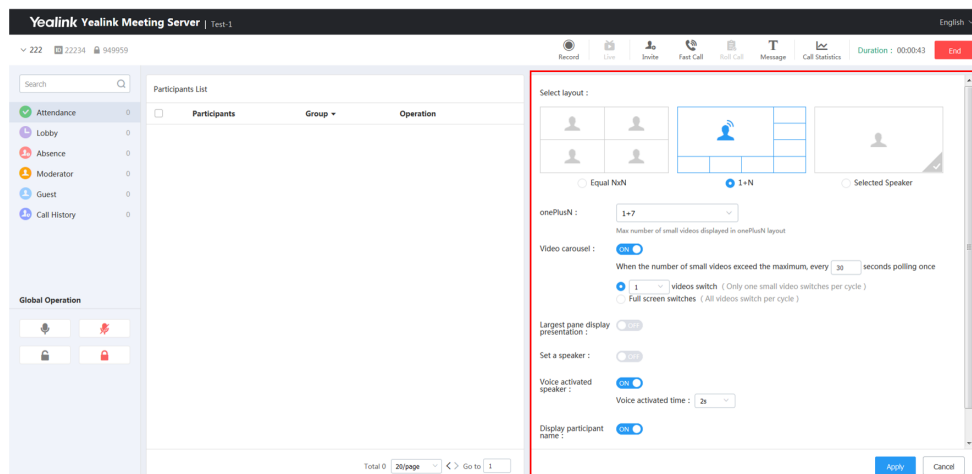 Yealink Yealink Meeting Server | Test-1
English
222 22234 949959
Record Live Invite Fast Call Roll Call Message Call Statistics Duration : 00:00:43 End
Search
Attendance 0
Lobby 0
Absence 0
Moderator 0
Guest 0
Call History 0
Global Operation
Participants List
Participants Group Operation
Total 0 20/page Go to 1
Select layout :
Equal NxN 1+N Selected Speaker
onePlusN : 1+7
Max number of small videos displayed in onePlusN layout
Video carousel : ON
When the number of small videos exceed the maximum, every 30 seconds polling once
1 videos switch ( Only one small video switches per cycle )
Full screen switches ( All videos switch per cycle )
Largest pane display
presentation : OFF
Set a speaker : OFF
Voice activated
speaker : ON
Voice activated time : 2s
Display participant
name : ON
Apply Cancel